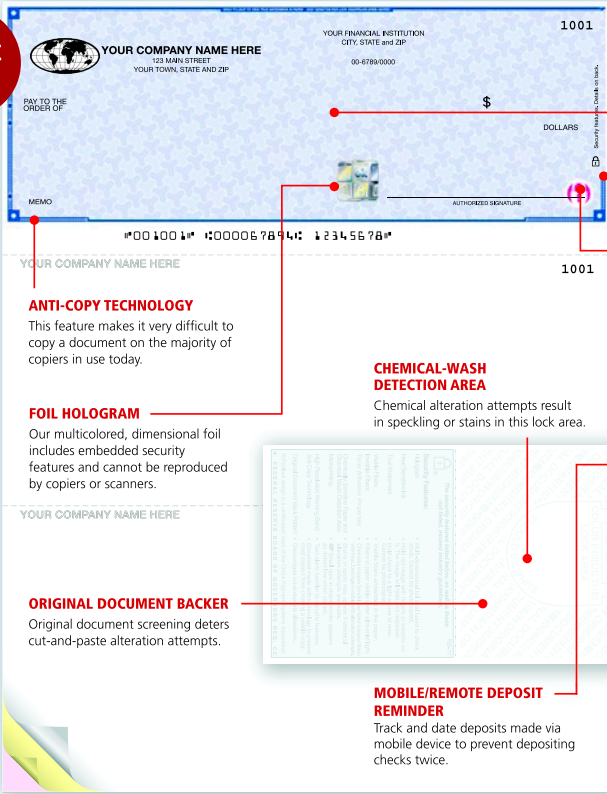 1001
YOUR FINANCIAL INSTITUTION
CITY, STATE and ZIP
00-6789/0000
YOUR COMPANY NAME HERE
123 MAIN STREET
YOUR TOWN, STATE AND ZIP
PAY TO THE
ORDER OF
$
DOLLARS
Security features. Details on back.
MEMO
AUTHORIZED SIGNATURE
⑈001001⑈ ⑆000067894⑆ 12345678⑈
YOUR COMPANY NAME HERE
1001
ANTI-COPY TECHNOLOGY
This feature makes it very difficult to
copy a document on the majority of
copiers in use today.
CHEMICAL-WASH
DETECTION AREA
Chemical alteration attempts result
in speckling or stains in this lock area.
FOIL HOLOGRAM
Our multicolored, dimensional foil
includes embedded security
features and cannot be reproduced
by copiers or scanners.
YOUR COMPANY NAME HERE
ORIGINAL DOCUMENT BACKER
Original document screening deters
cut-and-paste alteration attempts.
MOBILE/REMOTE DEPOSIT
REMINDER
Track and date deposits made via
mobile device to prevent depositing
checks twice.